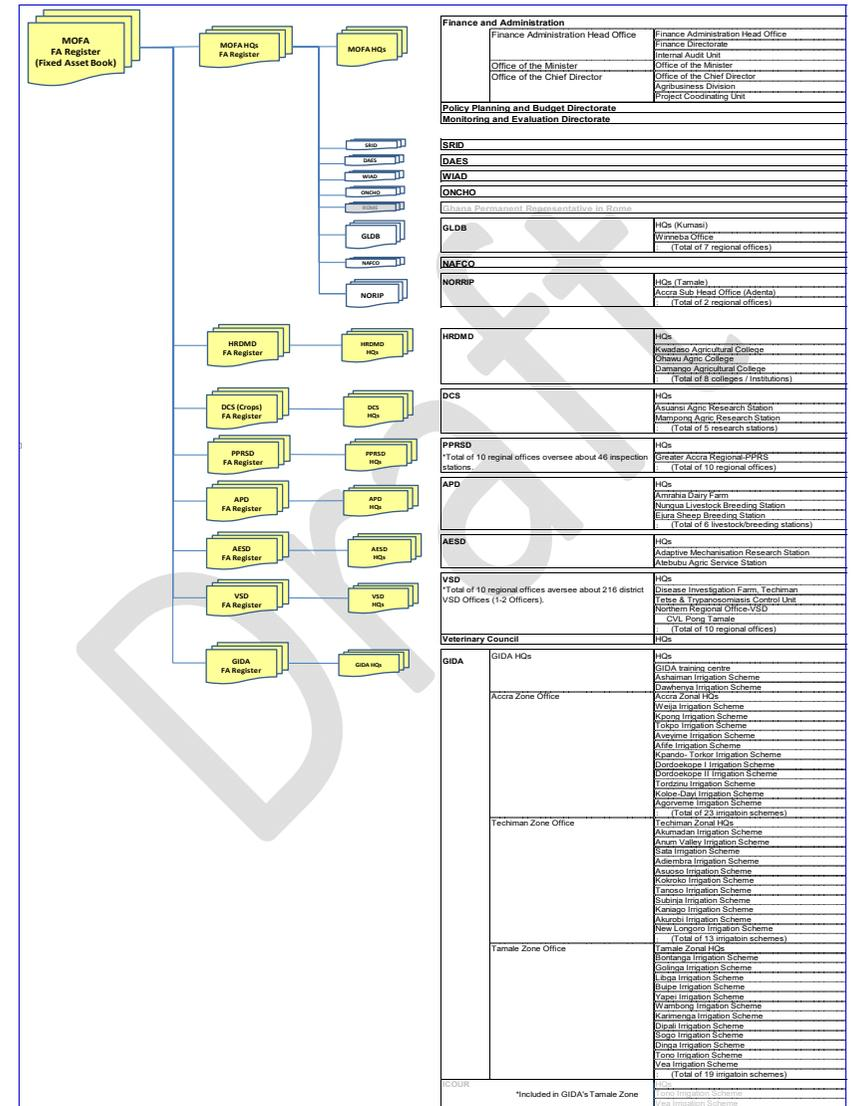 MOFA
FA Register
(Fixed Asset Book)
MOFA HQs
FA Register
MOFA HQs
SRID
DAES
WIAD
ONCHO
ROME
GLDB
NAFCO
NORIP
HRDMD
FA Register
HRDMD
HQs
DCS (Crops)
FA Register
DCS
HQs
PPRSD
FA Register
PPRSD
HQs
APD
FA Register
APD
HQs
AESD
FA Register
AESD
HQs
VSD
FA Register
VSD
HQs
GIDA
FA Register
GIDA HQs
Finance and Administration
Finance Administration Head Office
Finance Administration Head Office
Finance Directorate
Internal Audit Unit
Office of the Minister
Office of the Minister
Office of the Chief Director
Office of the Chief Director
Agribusiness Division
Project Coodinating Unit
Policy Planning and Budget Directorate
Monitoring and Evaluation Directorate
SRID
DAES
WIAD
ONCHO
Ghana Permanent Representative in Rome
GLDB
HQs (Kumasi)
Winneba Office
: (Total of 7 regional offices)
NAFCO
NORRIP
HQs (Tamale)
Accra Sub Head Office (Adenta)
: (Total of 2 regional offices)
HRDMD
HQs
Kwadaso Agricultural College
Ohawu Agric College
Damango Agricultural College
: (Total of 8 colleges / Institutions)
DCS
HQs
Asuansi Agric Research Station
Mampong Agric Research Station
(Total of 5 research stations)
PPRSD
HQs
*Total of 10 reginal offices oversee about 46 inspection
stations.
Greater Accra Regional-PPRS
: (Total of 10 regional offices)
APD
HQs
Amrahia Dairy Farm
Nungua Livestock Breeding Station
Ejura Sheep Breeding Station
: (Total of 6 livestock/breeding stations)
AESD
HQs
Adaptive Mechanisation Research Station
Atebubu Agric Service Station
VSD
HQs
*Total of 10 regional offices aversee about 216 district
VSD Offices (1-2 Officers).
Disease Investigation Farm, Techiman
Tetse & Trypanosomiasis Control Unit
Northern Regional Office-VSD
CVL Pong Tamale
(Total of 10 regional offices)
Veterinary Council
HQs
GIDA
GIDA HQs
HQs
GIDA training centre
Ashaiman Irrigation Scheme
Dawhenya Irrigation Scheme
Accra Zone Office
Accra Zonal HQs
Weija Irrigation Scheme
Kpong Irrigation Scheme
Tokpo Irrigation Scheme
Aveyime Irrigation Scheme
Afife Irrigation Scheme
Kpando- Torkor Irrigation Scheme
Dordoekope I Irrigation Scheme
Dordoekope II Irrigation Scheme
Tordzinu Irrigation Scheme
Koloe-Dayi Irrigation Scheme
Agorveme Irrigation Scheme
(Total of 23 irrigatoin schemes)
Techiman Zone Office
Techiman Zonal HQs
Akumadan Irrigation Scheme
Anum Valley Irrigation Scheme
Sata Irrigation Scheme
Adiembra Irrigation Scheme
Asuoso Irrigation Scheme
Kokroko Irrigation Scheme
Tanoso Irrigation Scheme
Subinja Irrigation Scheme
Kaniago Irrigation Scheme
Akurobi Irrigation Scheme
New Longoro Irrigation Scheme
(Total of 13 irrigatoin schemes)
Tamale Zone Office
Tamale Zonal HQs
Bontanga Irrigation Scheme
Golinga Irrigation Scheme
Libga Irrigation Scheme
Buipe Irrigation Scheme
Yapei Irrigation Scheme
Wambong Irrigation Scheme
Karimenga Irrigation Scheme
Dipali Irrigation Scheme
Sogo Irrigation Scheme
Dinga Irrigation Scheme
Tono Irrigation Scheme
Vea Irrigation Scheme
: (Total of 19 irrigatoin schemes)
ICOUR
HQs
*Included in GIDA's Tamale Zone
Tono Irrigation Scheme
Vea Irrigation Scheme
Draft